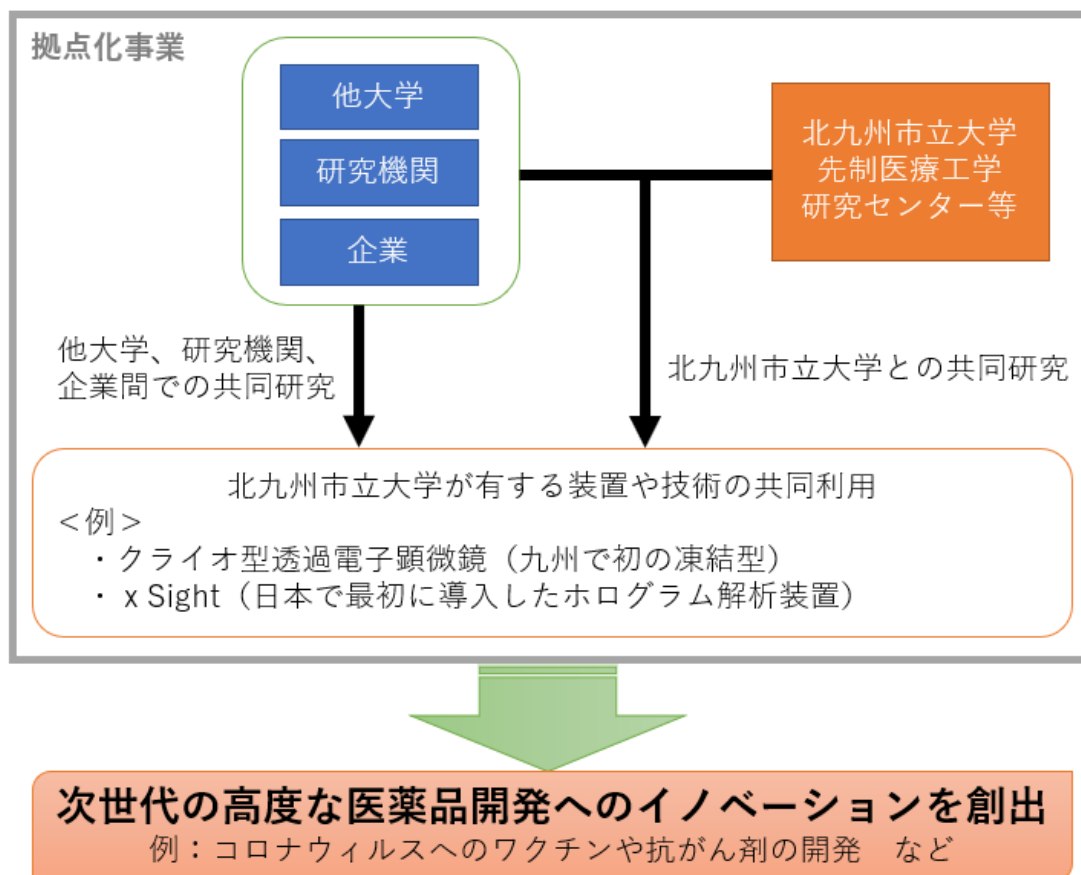 拠点化事業
他大学
研究機関
企業
北九州市立大学
先制医療工学
研究センター等
他大学、研究機関、
企業間での共同研究
北九州市立大学との共同研究
北九州市立大学が有する装置や技術の共同利用
＜例＞
・クライオ型透過電子顕微鏡（九州で初の凍結型）
・x Sight（日本で最初に導入したホログラム解析装置）
次世代の高度な医薬品開発へのイノベーションを創出
例：コロナウィルスへのワクチンや抗がん剤の開発　など